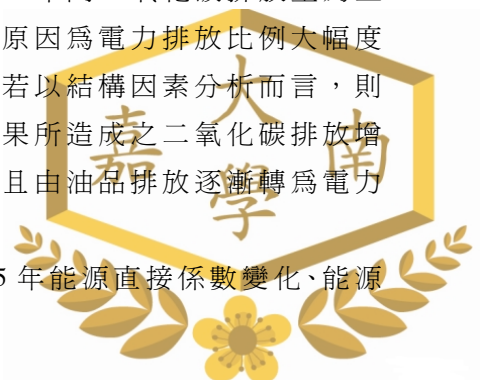 原因爲電力排放比例大幅度
若以結構因素分析而言，則
果所造成之二氧化碳排放增
且由油品排放逐漸轉爲電力
5 年能源直接係數變化、能源
大
嘉 南
學